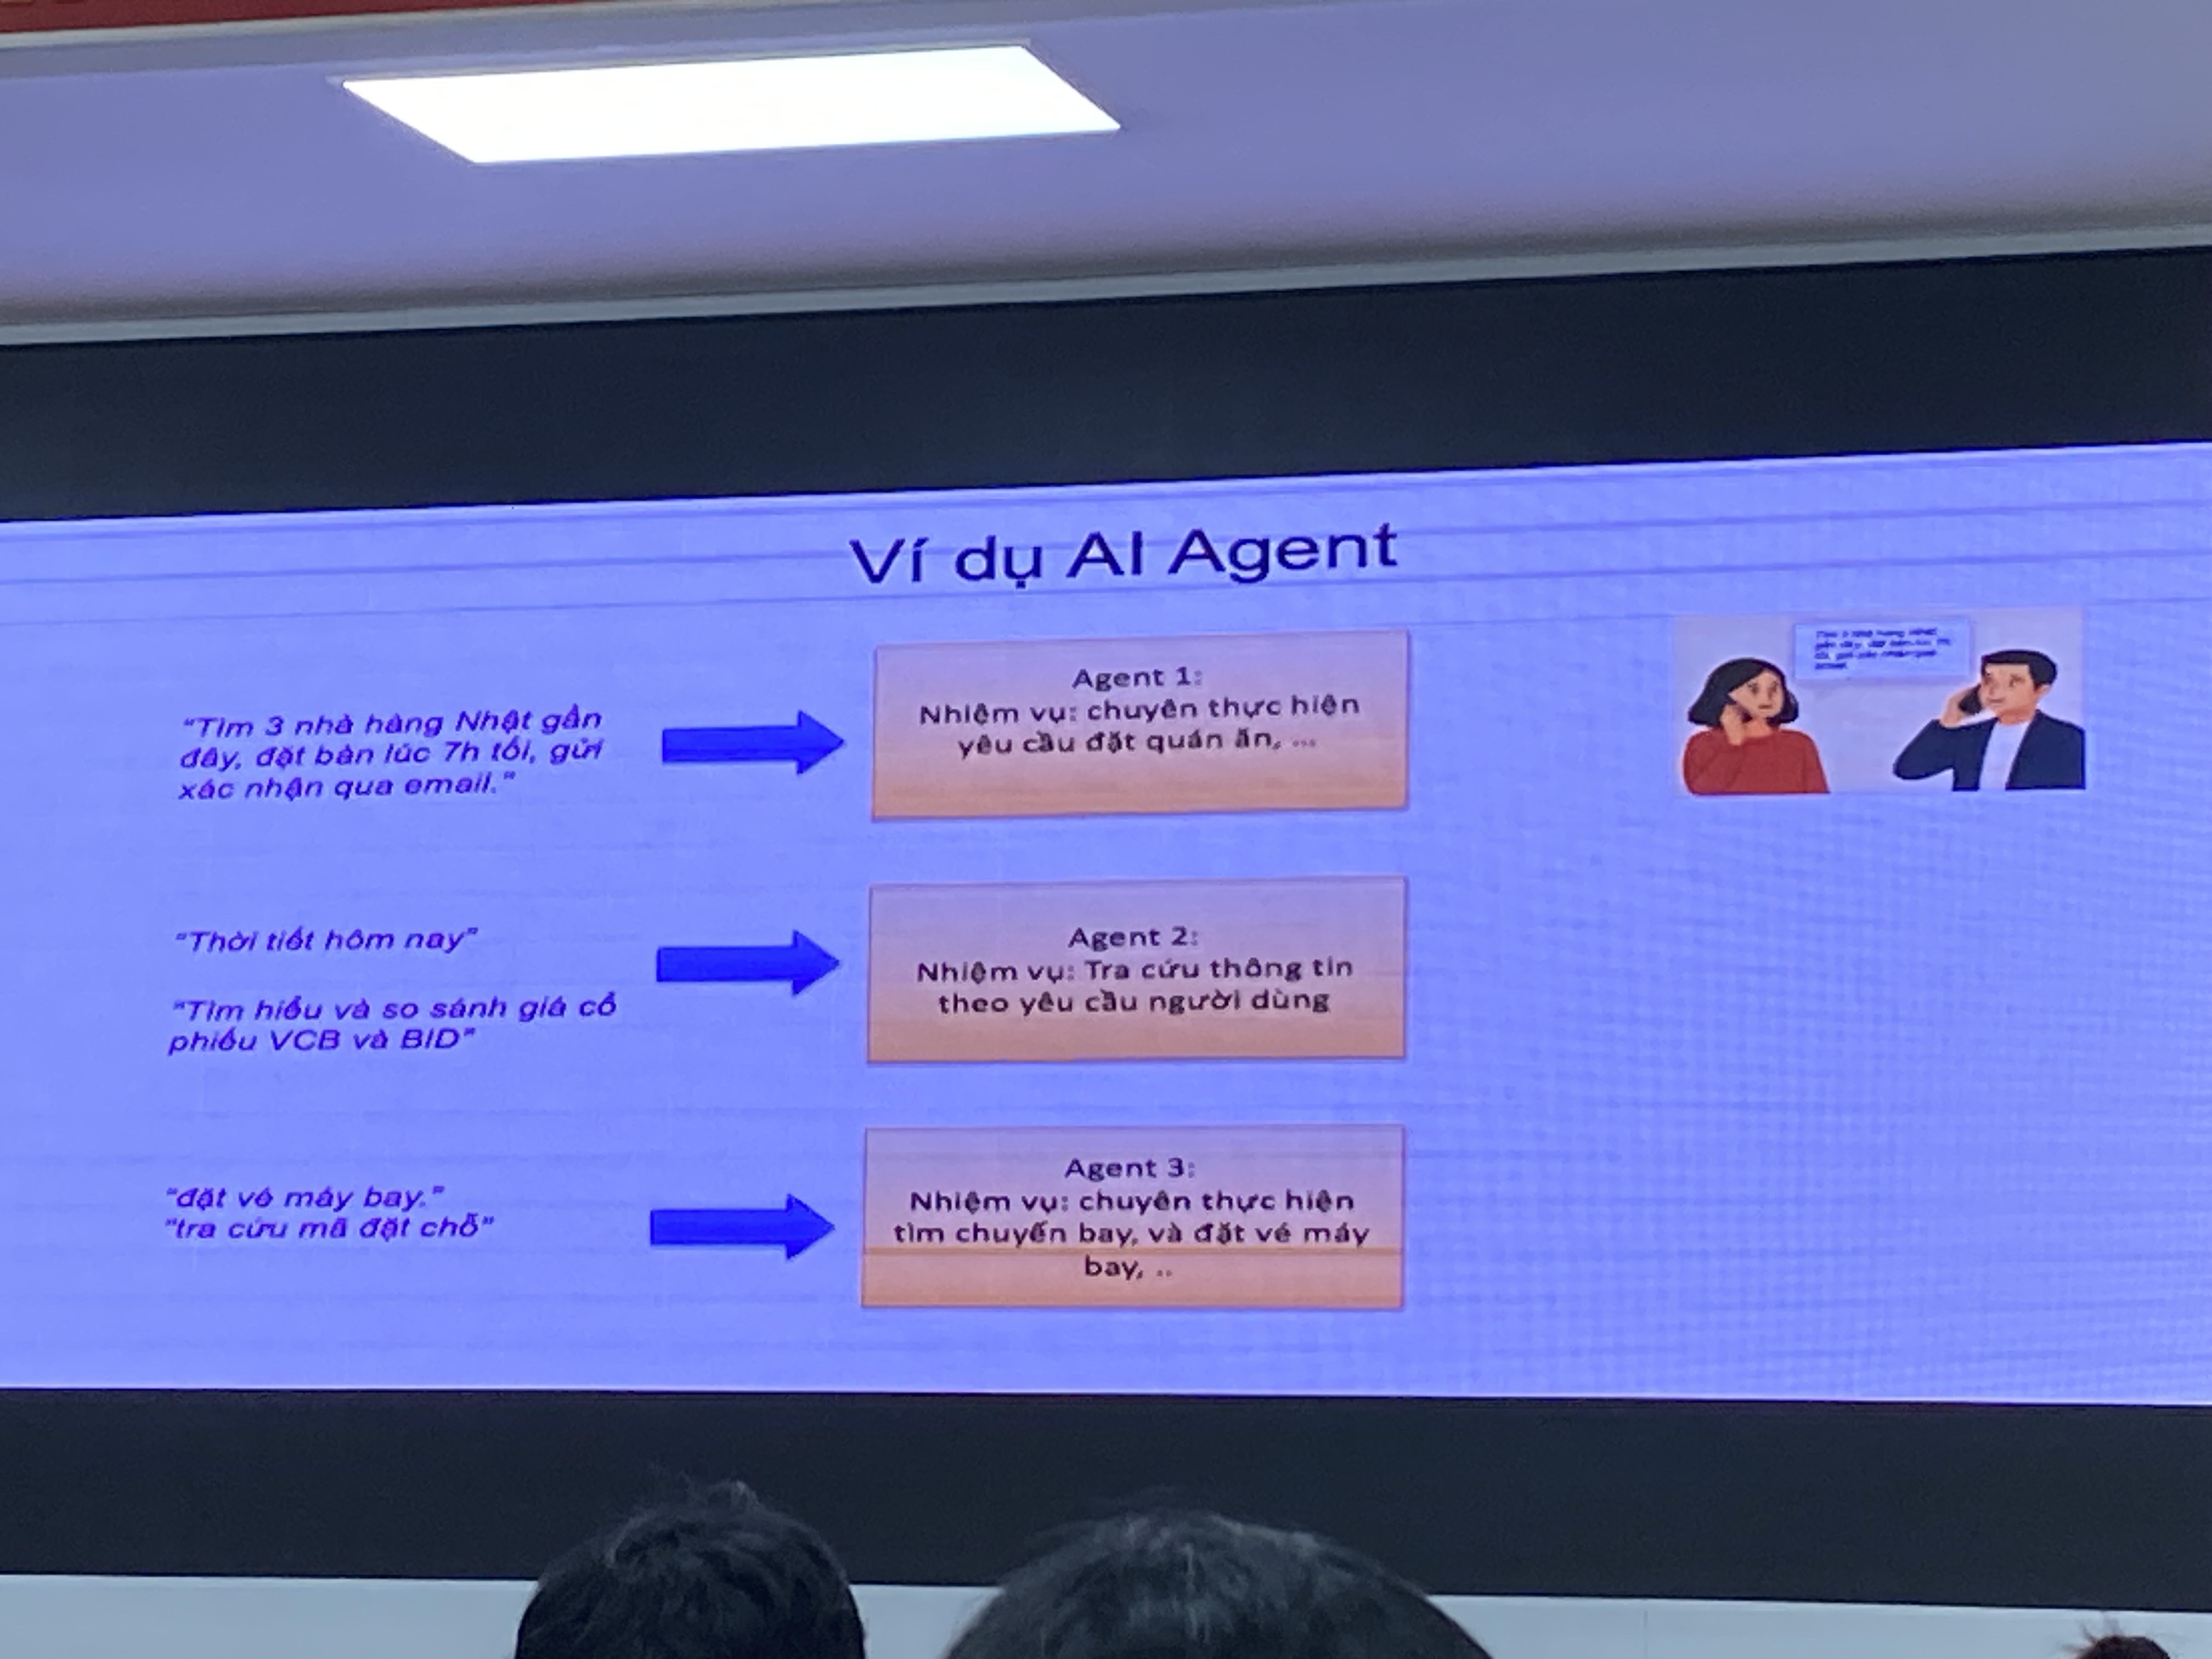 Ví dụ AI Agent
"Tìm 3 nhà hàng Nhật gần
đây, đặt bàn lúc 7h tối, gửi
xác nhận qua email."
Agent 1:
Nhiệm vụ: chuyên thực hiện
yêu cầu đặt quán ăn, ...
"Thời tiết hôm nay"
"Tìm hiểu và so sánh giá cổ
phiếu VCB và BID"
Agent 2:
Nhiệm vụ: Tra cứu thông tin
theo yêu cầu người dùng
"đặt vé máy bay."
"tra cứu mã đặt chỗ"
Agent 3:
Nhiệm vụ: chuyên thực hiện
tìm chuyến bay, và đặt vé máy
bay, ..